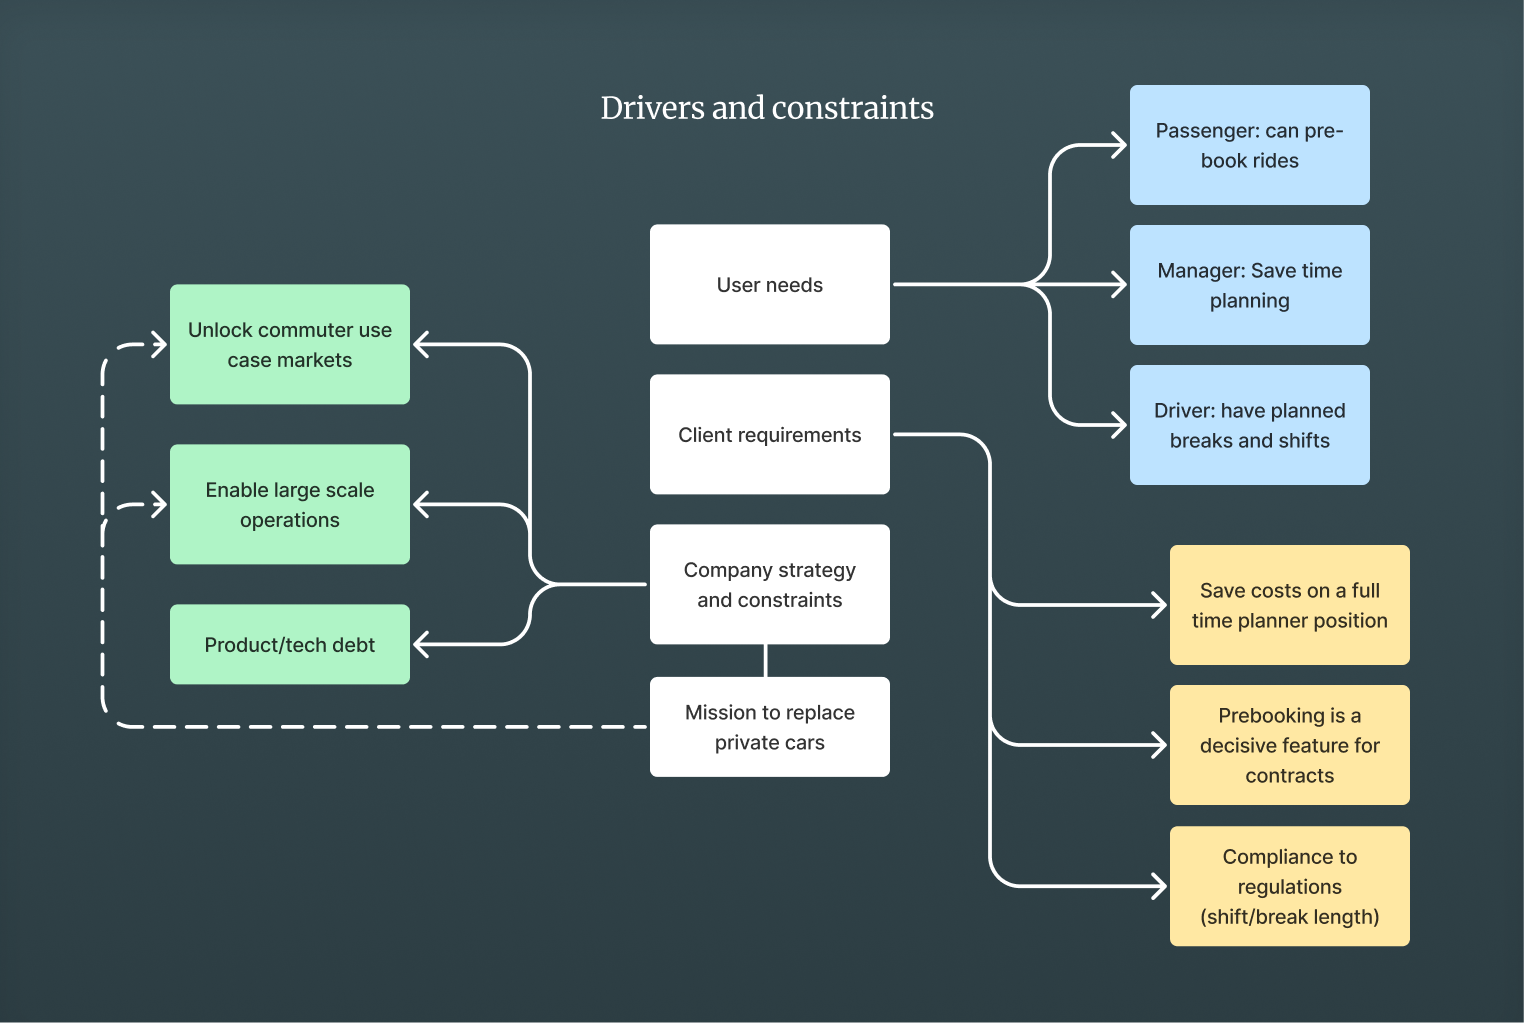 Drivers and constraints
Passenger: can pre-
book rides
User needs
Manager: Save time
planning
Unlock commuter use
case markets
Client requirements
Driver: have planned
breaks and shifts
Enable large scale
operations
Company strategy
and constraints
Save costs on a full
time planner position
Product/tech debt
Mission to replace
private cars
Prebooking is a
decisive feature for
contracts
Compliance to
regulations
(shift/break length)